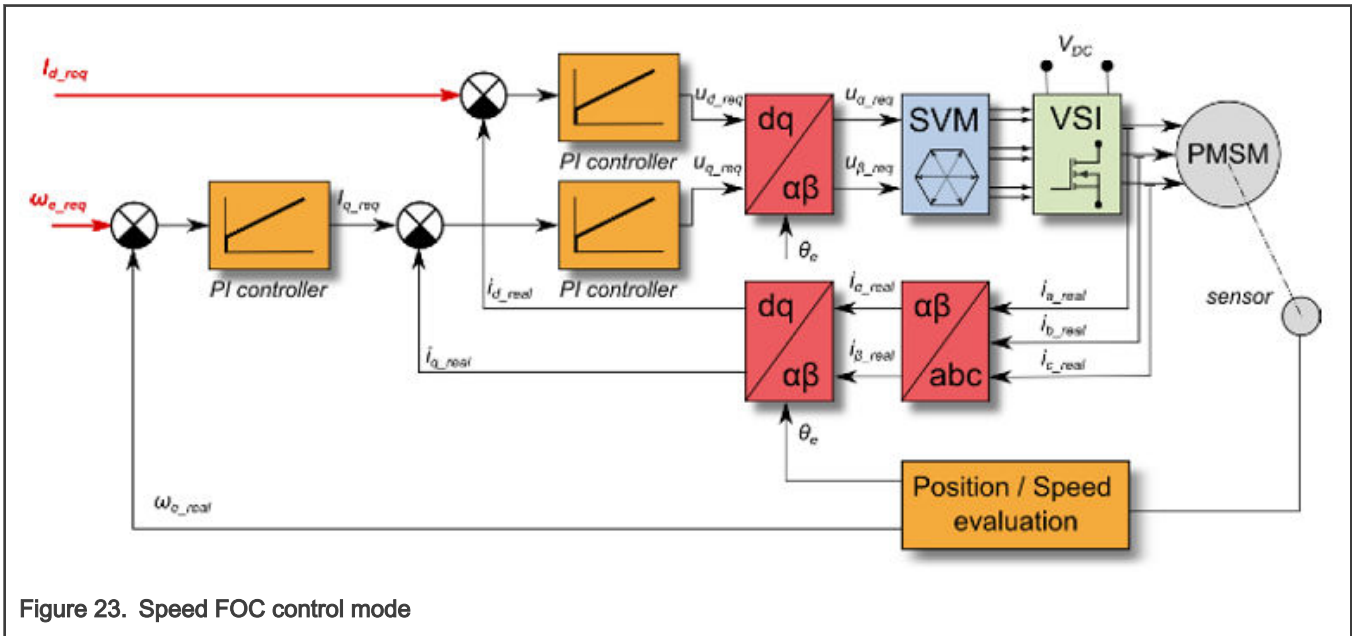 V_DC
I_d_req
u_d_req
u_α_req
dq
αβ
SVM
VSI
PMSM
PI controller
u_q_req
u_β_req
ω_e_req
I_q_req
PI controller
PI controller
θ_e
i_d_real
dq
αβ
i_α_real
αβ
abc
i_a_real
sensor
i_b_real
i_q_real
i_β_real
i_c_real
θ_e
ω_e_real
Position / Speed
evaluation
Figure 23. Speed FOC control mode